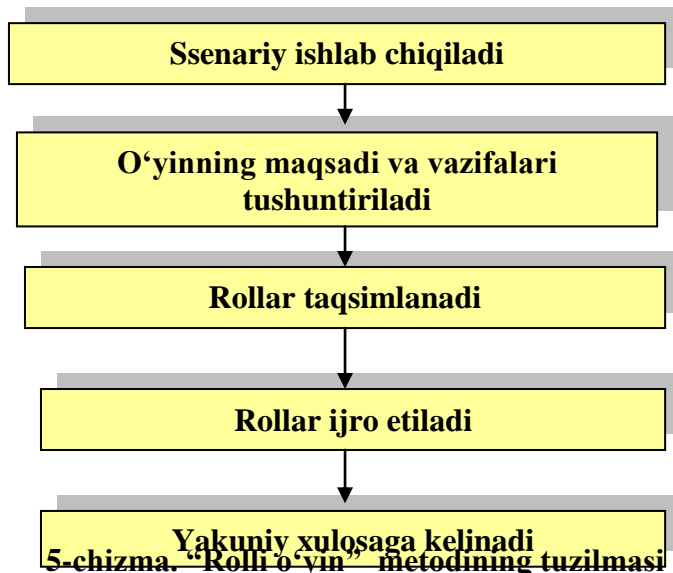 Ssenariy ishlab chiqiladi
O‘yinning maqsadi va vazifalari
tushuntiriladi
Rollar taqsimlanadi
Rollar ijro etiladi
Yakuniy xulosaga kelinadi
5-chizma. “Rolli o‘yin” metodining tuzilmasi